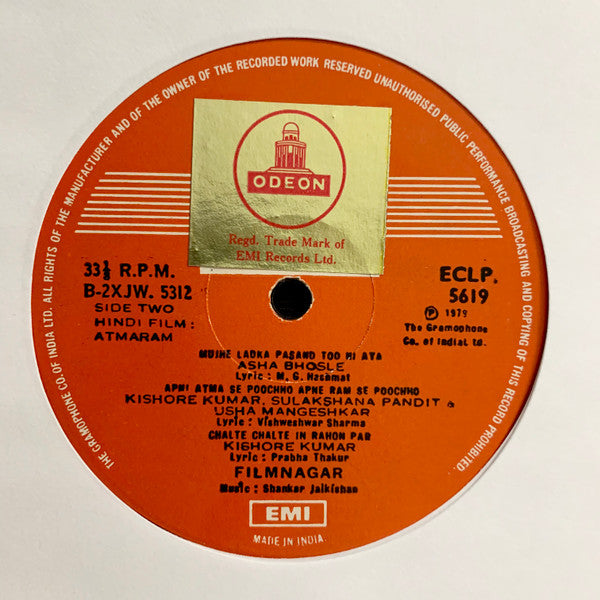 THE GRAMOPHONE CO. OF INDIA LTD. ALL RIGHTS OF THE MANUFACTURER AND OF THE OWNER OF THE RECORDED WORK RESERVED UNAUTHORISED PUBLIC PERFORMANCE BROADCASTING AND COPYING OF THIS RECORD PROHIBITED.
ODEON
Regd. Trade Mark of
EMI Records Ltd.
33⅓ R.P.M.
B-2XJW. 5312
SIDE TWO
HINDI FILM :
ATMARAM
ECLP.
5619
Ⓟ 1979
The Gramophone
Co. of India Ltd.
MUJHE LADKA PASAND TOO HI AYA
ASHA BHOSLE
Lyric : M. G. Hashmat
APNI ATMA SE POOCHHO APNE RAM SE POOCHHO
KISHORE KUMAR, SULAKSHANA PANDIT &
USHA MANGESHKAR
Lyric : Vishweshwar Sharma
CHALTE CHALTE IN RAHON PAR
KISHORE KUMAR
Lyric : Prabha Thakur
FILMNAGAR
Music : Shanker Jaikishan
EMI
MADE IN INDIA.